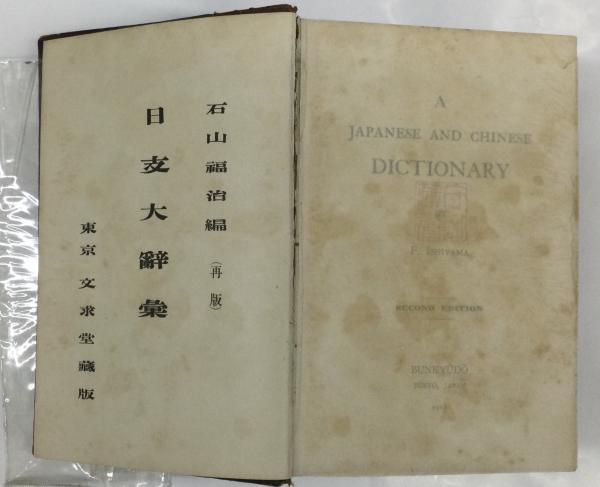 石山福治編（再版）
日支大辭彙
東京 文求堂藏版
A
JAPANESE AND CHINESE
DICTIONARY
BY
F. ISHIYAMA
SECOND EDITION
BUNKYUDO
TOKYO, JAPAN